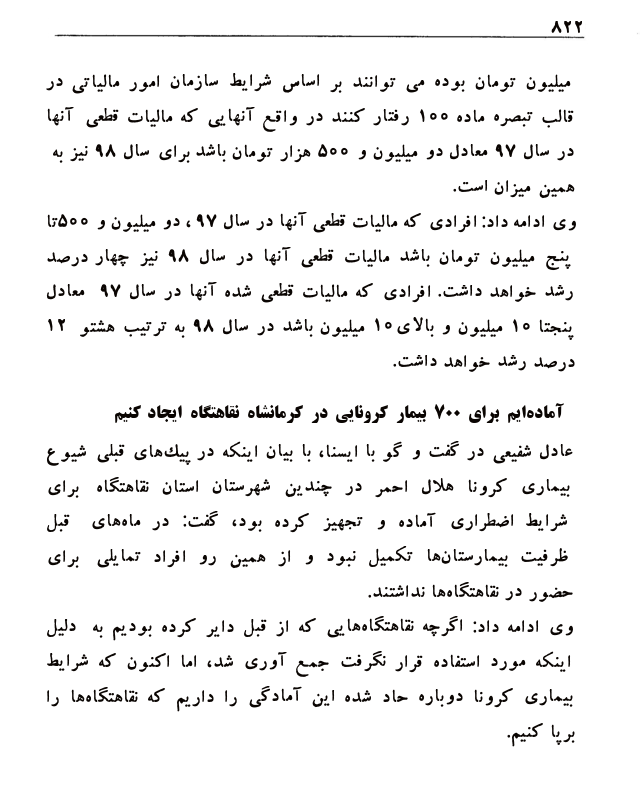 ۸۲۲
میلیون تومان بوده می توانند بر اساس شرایط سازمان امور مالیاتی در
قالب تبصره ماده ۱۰۰ رفتار کنند در واقع آنهایی که مالیات قطعی آنها
در سال ۹۷ معادل دو میلیون و ۵۰۰ هزار تومان باشد برای سال ۹۸ نیز به
همین میزان است.
وی ادامه داد: افرادی که مالیات قطعی آنها در سال ۹۷، دو میلیون و ۵۰۰تا
پنج میلیون تومان باشد مالیات قطعی آنها در سال ۹۸ نیز چهار درصد
رشد خواهد داشت. افرادی که مالیات قطعی شده آنها در سال ۹۷ معادل
پنجتا ۱۰ میلیون و بالای۱۰ میلیون باشد در سال ۹۸ به ترتیب هشتو ۱۲
درصد رشد خواهد داشت.
آماده‌ایم برای ۷۰۰ بیمار کرونایی در کرمانشاه نقاهتگاه ایجاد کنیم
عادل شفیعی در گفت و گو با ایسنا، با بیان اینکه در پیک‌های قبلی شیوع
بیماری کرونا هلال احمر در چندین شهرستان استان نقاهتگاه برای
شرایط اضطراری آماده و تجهیز کرده بود، گفت: در ماه‌های قبل
ظرفیت بیمارستان‌ها تکمیل نبود و از همین رو افراد تمایلی برای
حضور در نقاهتگاه‌ها نداشتند.
وی ادامه داد: اگرچه نقاهتگاه‌هایی که از قبل دایر کرده بودیم به دلیل
اینکه مورد استفاده قرار نگرفت جمع آوری شد، اما اکنون که شرایط
بیماری کرونا دوباره حاد شده این آمادگی را داریم که نقاهتگاه‌ها را
برپا کنیم.